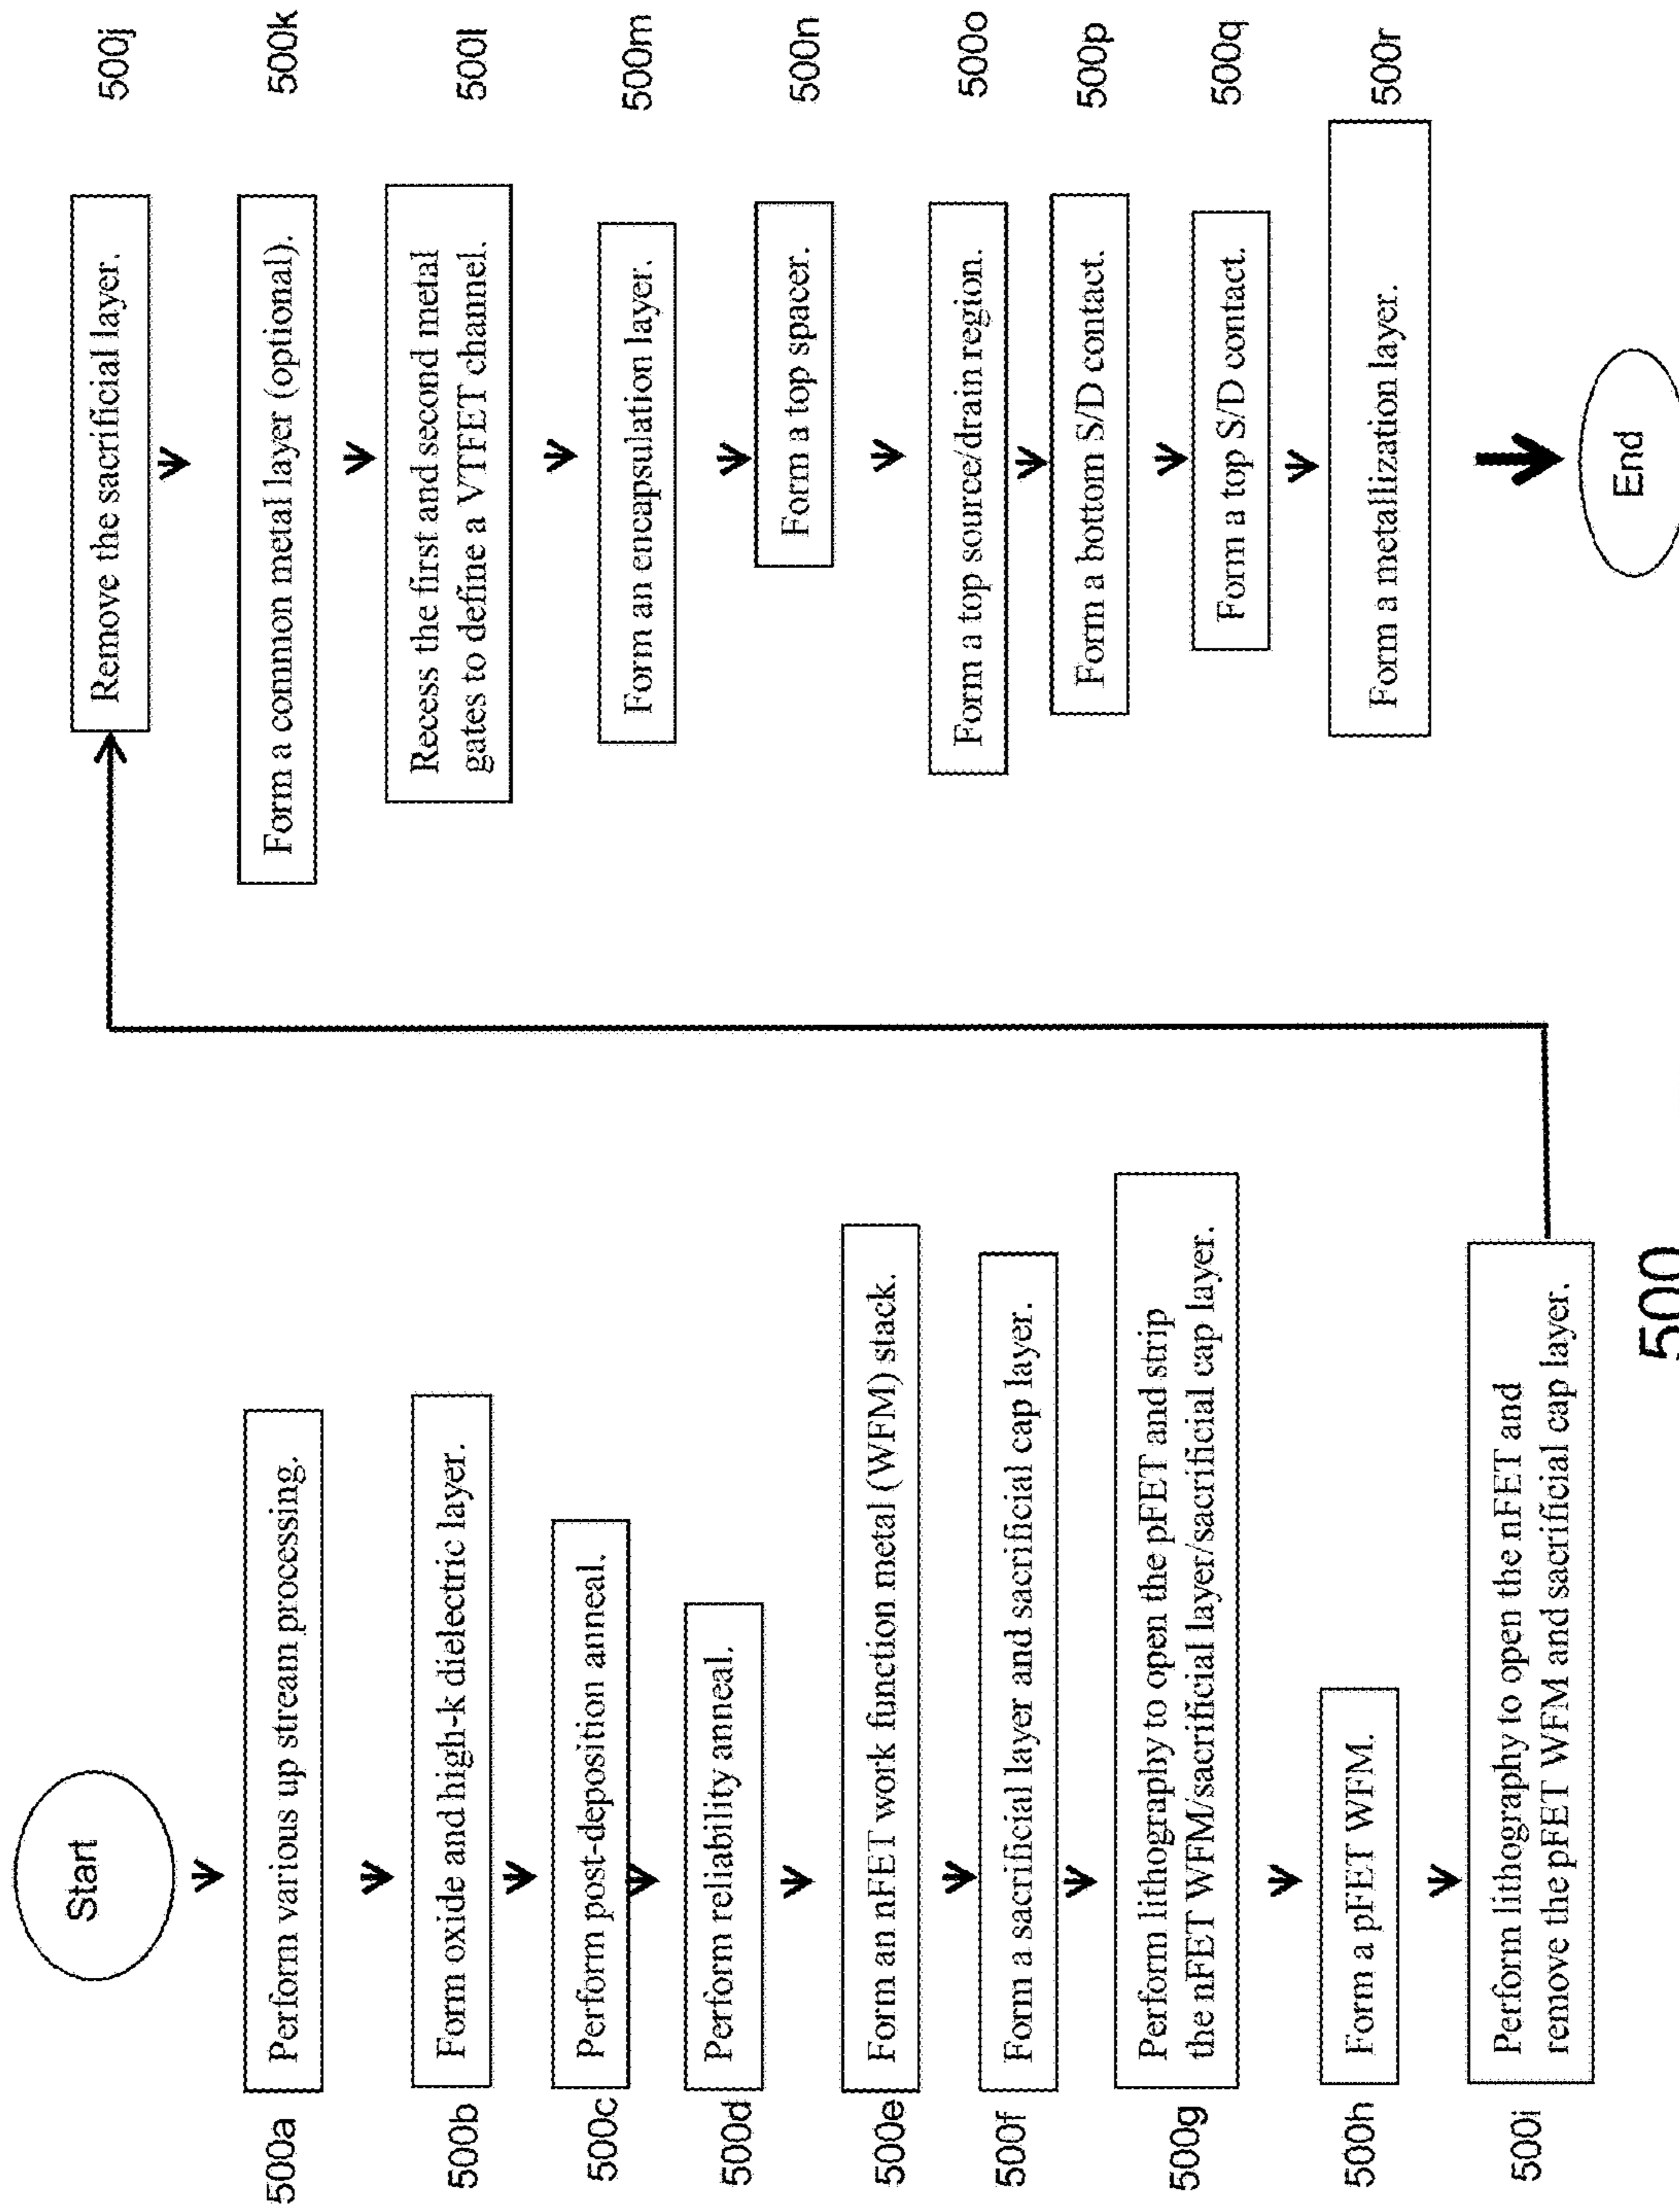 Start
500a
Perform various up stream processing.
500b
Form oxide and high-k dielectric layer.
500c
Perform post-deposition anneal.
500d
Perform reliability anneal.
500e
Form an nFET work function metal (WFM) stack.
500f
Form a sacrificial layer and sacrificial cap layer.
500g
Perform lithography to open the pFET and strip
the nFET WFM/sacrificial layer/sacrificial cap layer.
500h
Form a pFET WFM.
500i
Perform lithography to open the nFET and
remove the pFET WFM and sacrificial cap layer.
Remove the sacrificial layer.
500j
Form a common metal layer (optional).
500k
Recess the first and second metal
gates to define a VTFET channel.
500l
Form an encapsulation layer.
500m
Form a top spacer.
500n
Form a top source/drain region.
500o
Form a bottom S/D contact.
500p
Form a top S/D contact.
500q
Form a metallization layer.
500r
End
500